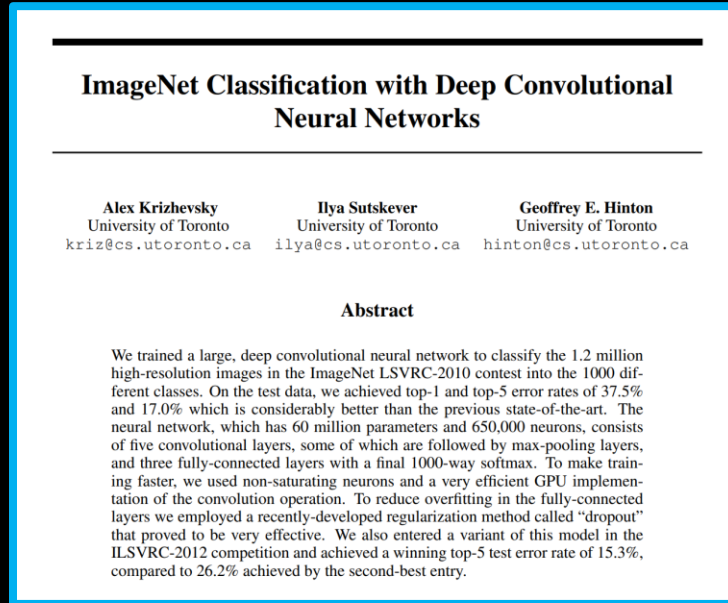 ImageNet Classification with Deep Convolutional
Neural Networks
Alex Krizhevsky
University of Toronto
kriz@cs.utoronto.ca
Ilya Sutskever
University of Toronto
ilya@cs.utoronto.ca
Geoffrey E. Hinton
University of Toronto
hinton@cs.utoronto.ca
Abstract
We trained a large, deep convolutional neural network to classify the 1.2 million
high-resolution images in the ImageNet LSVRC-2010 contest into the 1000 dif-
ferent classes. On the test data, we achieved top-1 and top-5 error rates of 37.5%
and 17.0% which is considerably better than the previous state-of-the-art. The
neural network, which has 60 million parameters and 650,000 neurons, consists
of five convolutional layers, some of which are followed by max-pooling layers,
and three fully-connected layers with a final 1000-way softmax. To make train-
ing faster, we used non-saturating neurons and a very efficient GPU implemen-
tation of the convolution operation. To reduce overfitting in the fully-connected
layers we employed a recently-developed regularization method called “dropout”
that proved to be very effective. We also entered a variant of this model in the
ILSVRC-2012 competition and achieved a winning top-5 test error rate of 15.3%,
compared to 26.2% achieved by the second-best entry.